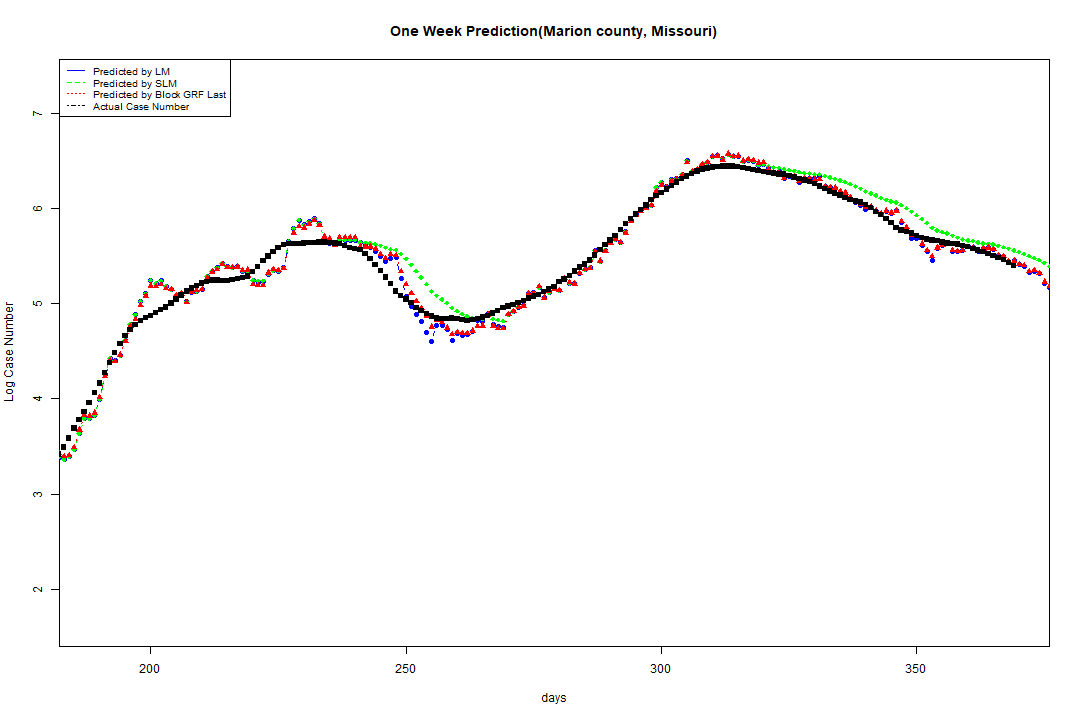 One Week Prediction(Marion county, Missouri)
Predicted by LM
Predicted by SLM
Predicted by Block GRF Last
Actual Case Number
7
6
5
4
3
2
Log Case Number
200
250
300
350
days